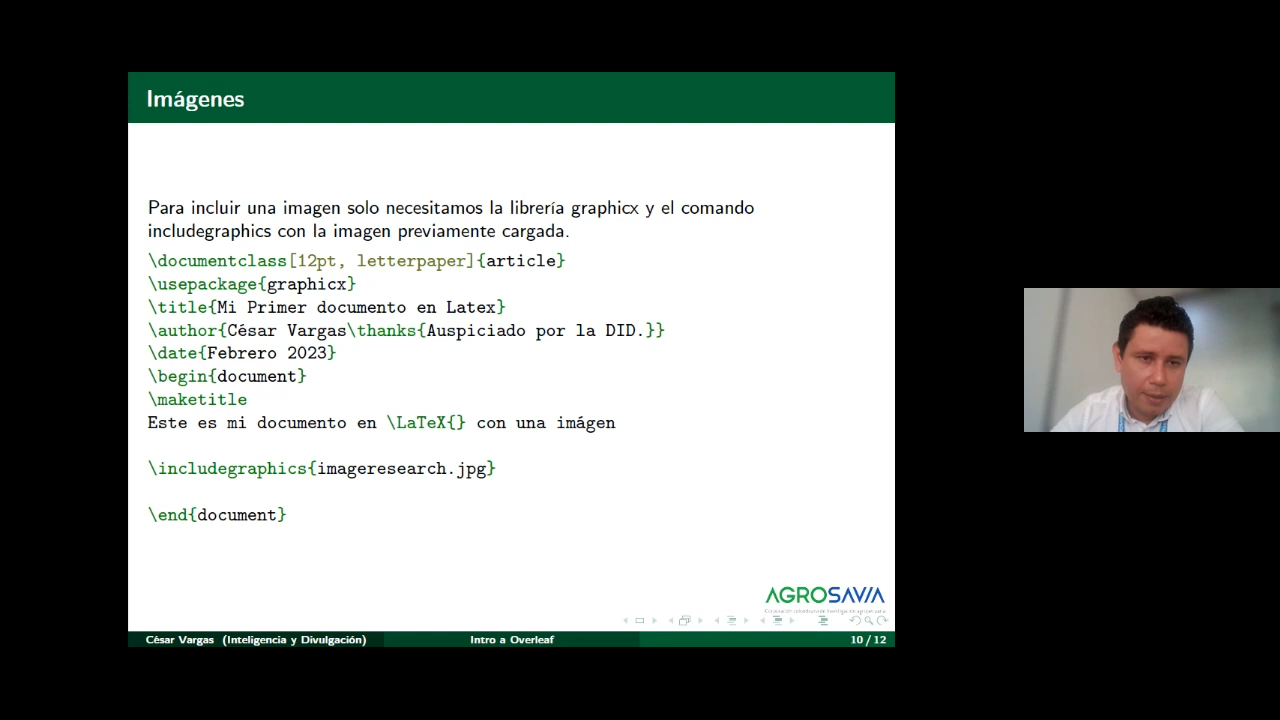 Imágenes
Para incluir una imagen solo necesitamos la librería graphicx y el comando
includegraphics con la imagen previamente cargada.
\documentclass[12pt, letterpaper]{article}
\usepackage{graphicx}
\title{Mi Primer documento en Latex}
\author{César Vargas\thanks{Auspiciado por la DID.}}
\date{Febrero 2023}
\begin{document}
\maketitle
Este es mi documento en \LaTeX{} con una imágen
\includegraphics{imageresearch.jpg}
\end{document}
AGROSAVIA
César Vargas (Inteligencia y Divulgación)
Intro a Overleaf
10 / 12